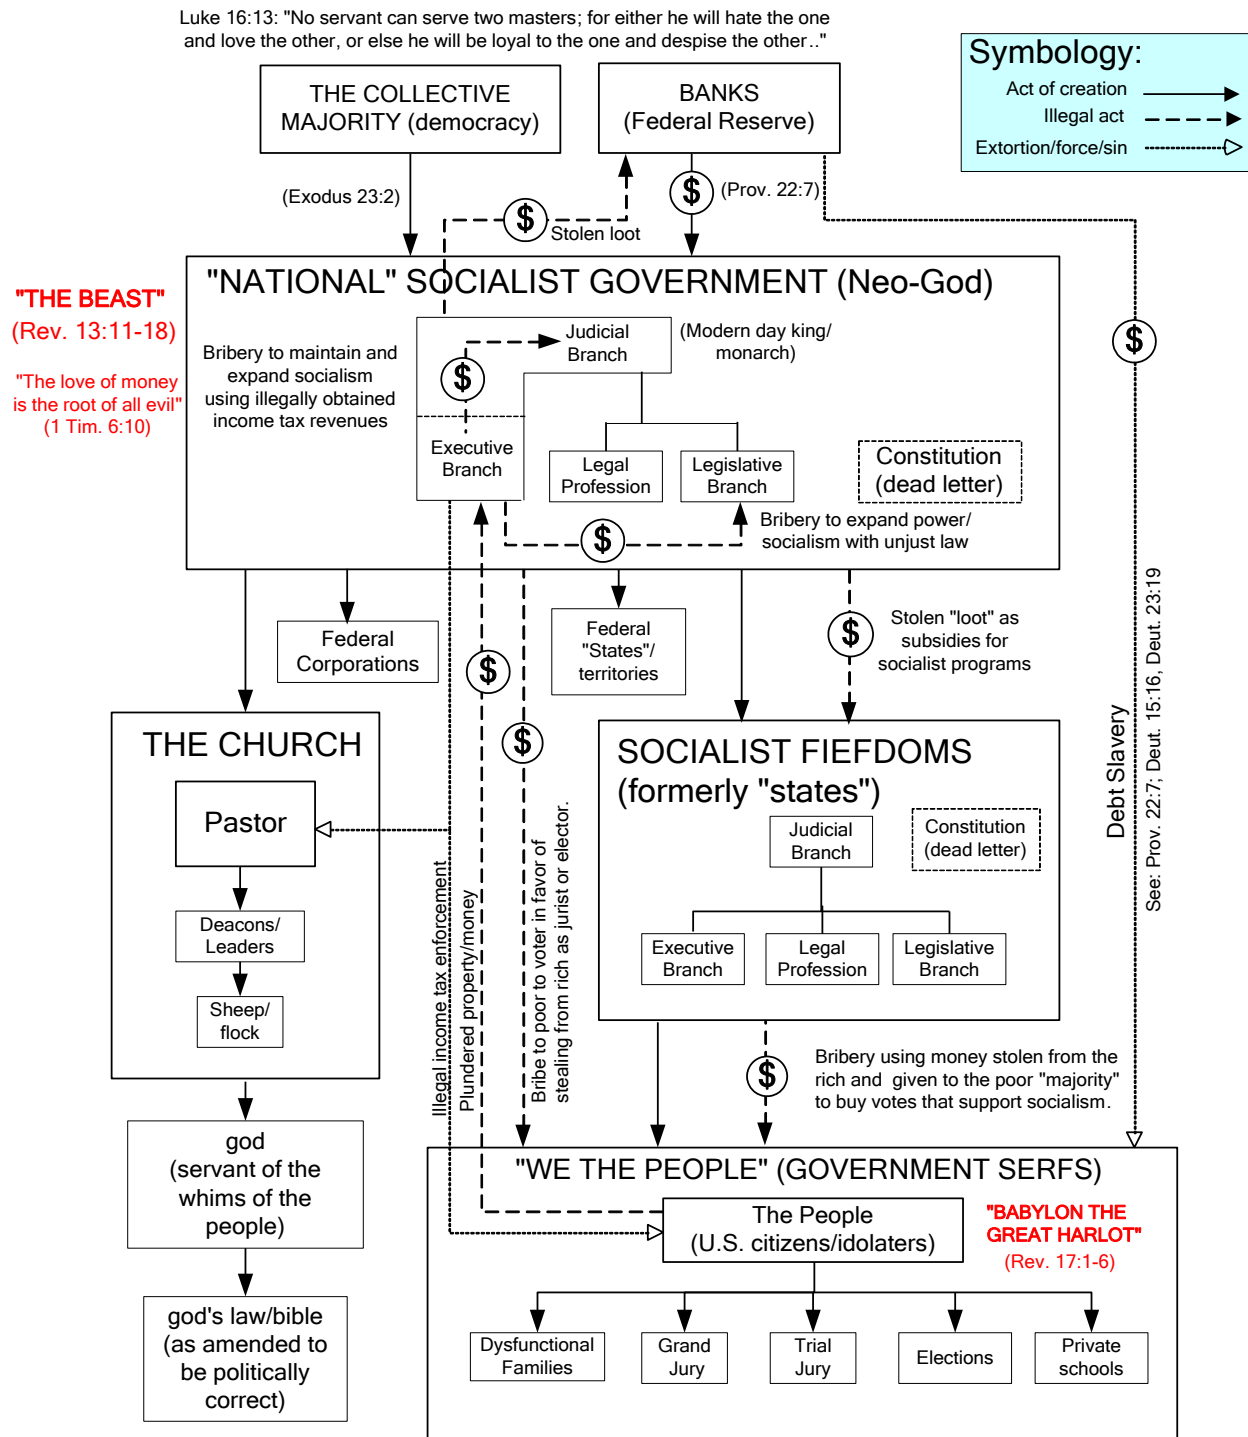 Luke 16:13: "No servant can serve two masters; for either he will hate the one
and love the other, or else he will be loyal to the one and despise the other.."
Symbology:
Act of creation
Illegal act
Extortion/force/sin
THE COLLECTIVE
MAJORITY (democracy)
BANKS
(Federal Reserve)
(Exodus 23:2)
$
(Prov. 22:7)
$
Stolen loot
"NATIONAL" SOCIALIST GOVERNMENT (Neo-God)
"THE BEAST"
(Rev. 13:11-18)
"The love of money
is the root of all evil"
(1 Tim. 6:10)
Bribery to maintain and
expand socialism
using illegally obtained
income tax revenues
$
Judicial
Branch
(Modern day king/
monarch)
$
Executive
Branch
Legal
Profession
Legislative
Branch
Constitution
(dead letter)
$
Bribery to expand power/
socialism with unjust law
Federal
Corporations
Federal
"States"/
territories
$
Stolen "loot" as
subsidies for
socialist programs
$
$
Debt Slavery
See: Prov. 22:7; Deut. 15:16, Deut. 23:19
THE CHURCH
Pastor
Deacons/
Leaders
Sheep/
flock
Illegal income tax enforcement
Plundered property/money
Bribe to poor to voter in favor of
stealing from rich as jurist or elector.
SOCIALIST FIEFDOMS
(formerly "states")
Judicial
Branch
Constitution
(dead letter)
Executive
Branch
Legal
Profession
Legislative
Branch
$
Bribery using money stolen from the
rich and given to the poor "majority"
to buy votes that support socialism.
god
(servant of the
whims of the
people)
god's law/bible
(as amended to
be politically
correct)
"WE THE PEOPLE" (GOVERNMENT SERFS)
The People
(U.S. citizens/idolaters)
"BABYLON THE
GREAT HARLOT"
(Rev. 17:1-6)
Dysfunctional
Families
Grand
Jury
Trial
Jury
Elections
Private
schools